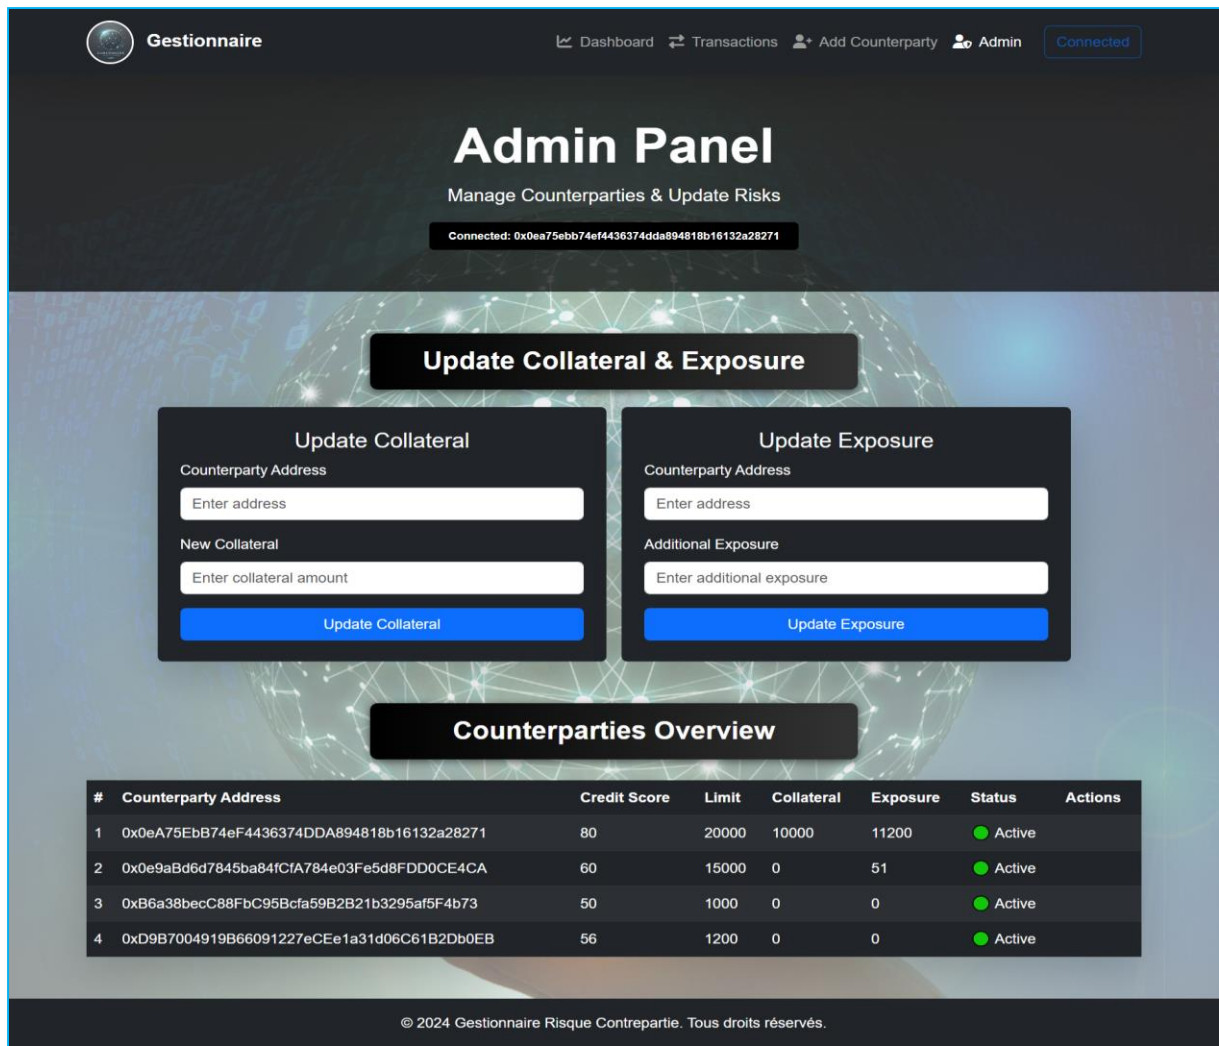 Gestionnaire Dashboard Transactions Add Counterparty Admin Connected
Admin Panel
Manage Counterparties & Update Risks
Connected: 0x0ea75ebb74ef4436374dda894818b16132a28271
Update Collateral & Exposure
Update Collateral
Counterparty Address
Enter address
New Collateral
Enter collateral amount
Update Collateral
Update Exposure
Counterparty Address
Enter address
Additional Exposure
Enter additional exposure
Update Exposure
Counterparties Overview
# Counterparty Address Credit Score Limit Collateral Exposure Status Actions
1 0x0eA75EbB74eF4436374DDA894818b16132a28271 80 20000 10000 11200 Active
2 0x0e9aBd6d7845ba84fCfA784e03Fe5d8FDD0CE4CA 60 15000 0 51 Active
3 0xB6a38becC88FbC95Bcfa59B2B21b3295af5F4b73 50 1000 0 0 Active
4 0xD9B7004919B66091227eCEe1a31d06C61B2Db0EB 56 1200 0 0 Active
© 2024 Gestionnaire Risque Contrepartie. Tous droits réservés.